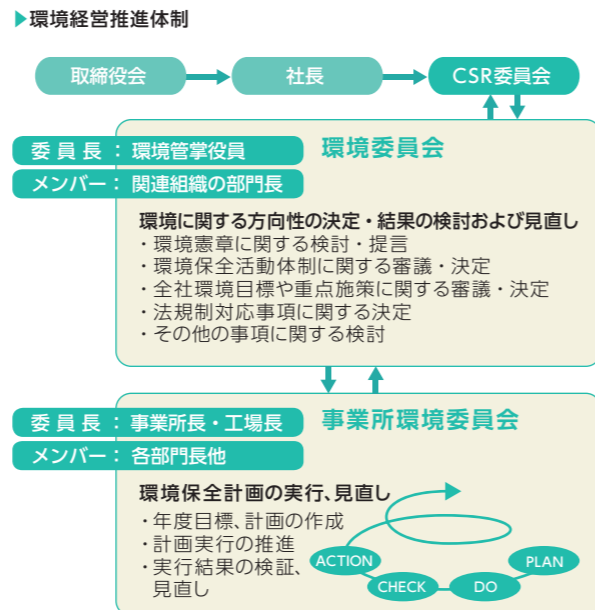 ▶環境経営推進体制
取締役会
社長
CSR委員会
環境委員会
委員長：環境管掌役員
メンバー：関連組織の部門長
環境に関する方向性の決定・結果の検討および見直し
・環境憲章に関する検討・提言
・環境保全活動体制に関する審議・決定
・全社環境目標や重点施策に関する審議・決定
・法規制対応事項に関する決定
・その他の事項に関する検討
事業所環境委員会
委員長：事業所長・工場長
メンバー：各部門長他
環境保全計画の実行、見直し
・年度目標、計画の作成
・計画実行の推進
・実行結果の検証、
見直し
ACTION
CHECK
DO
PLAN